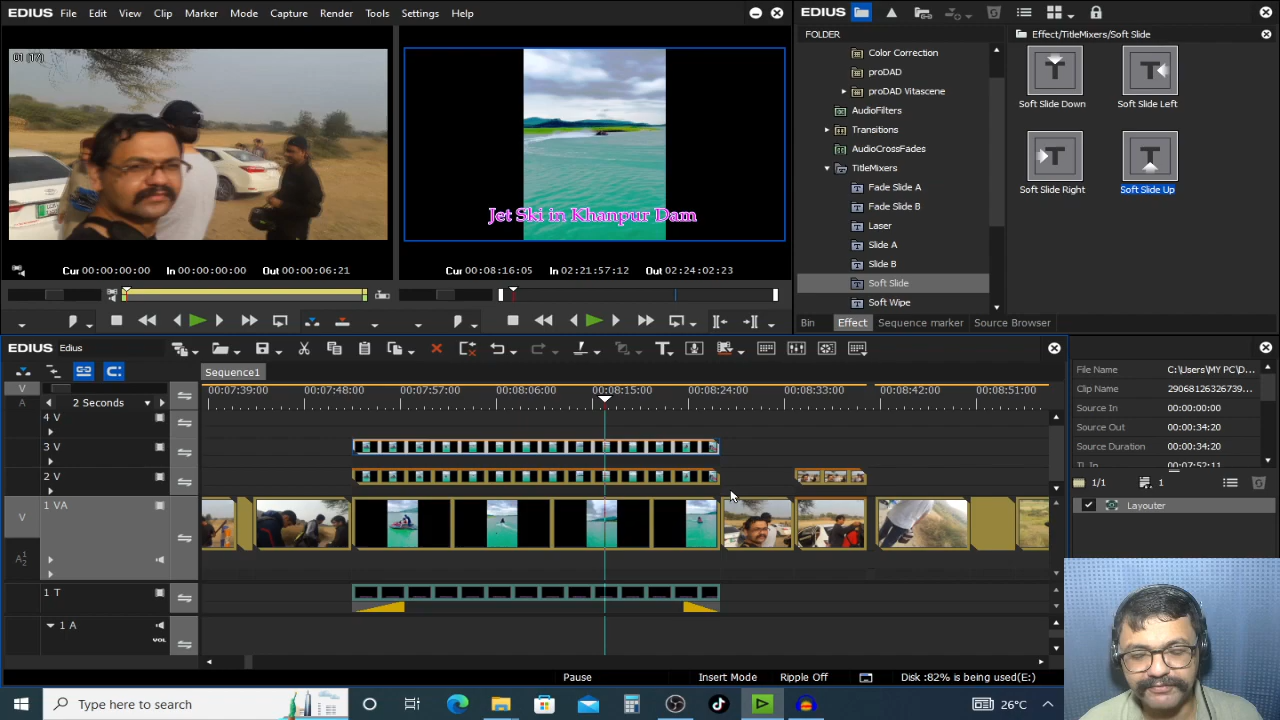 EDIUS File Edit View Clip Marker Mode Capture Render Tools Settings Help
EDIUS
FOLDER
Effect/TitleMixers/Soft Slide
Color Correction
proDAD
proDAD Vitascene
AudioFilters
Transitions
AudioCrossFades
TitleMixers
Fade Slide A
Fade Slide B
Laser
Slide A
Slide B
Soft Slide
Soft Wipe
Soft Slide Down
Soft Slide Left
Soft Slide Right
Soft Slide Up
Jet Ski in Khanpur Dam
Cur 00:00:00:00 In 00:00:00:00 Out 00:00:06:21
Cur 00:08:16:05 In 02:21:57:12 Out 02:24:02:23
Bin Effect Sequence marker Source Browser
EDIUS Edius
Sequence1
V
A
2 Seconds
00:07:39:00 00:07:48:00 00:07:57:00 00:08:06:00 00:08:15:00 00:08:24:00 00:08:33:00 00:08:42:00 00:08:51:00
4 V
3 V
2 V
1 VA
V
A12
1 T
1 A
VOL
File Name C:\Users\MY PC\D...
Clip Name 29068126326739...
Source In 00:00:00:00
Source Out 00:00:34:20
Source Duration 00:00:34:20
1/1 1
Layouter
Pause Insert Mode Ripple Off Disk :82% is being used(E:)
Type here to search
26°C